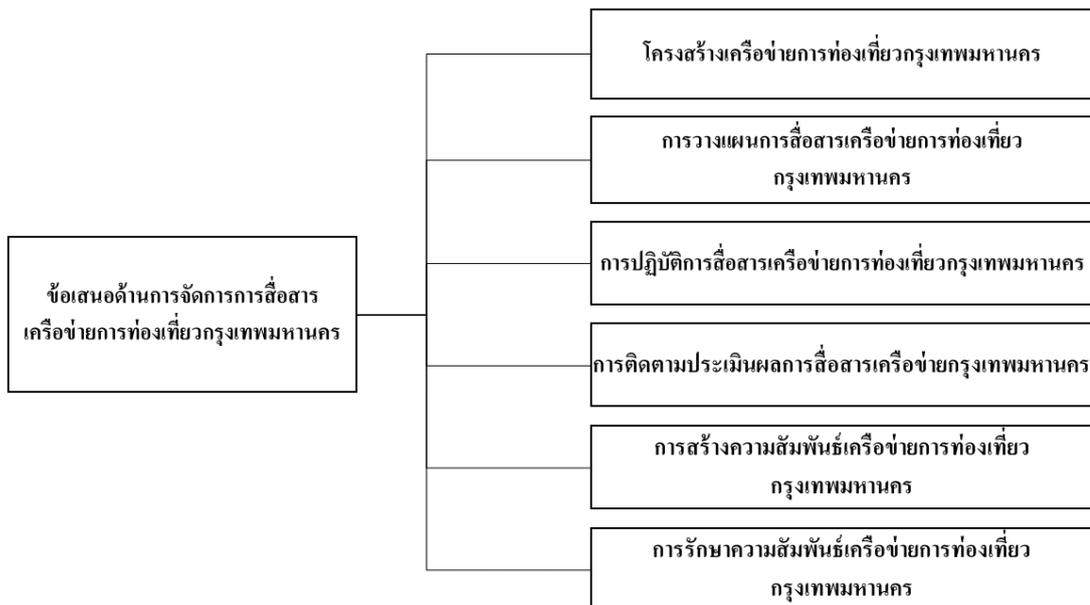 โครงสร้างเครือข่ายการท่องเที่ยวกรุงเทพมหานคร
การวางแผนการสื่อสารเครือข่ายการท่องเที่ยว
กรุงเทพมหานคร
การปฏิบัติการสื่อสารเครือข่ายการท่องเที่ยวกรุงเทพมหานคร
ข้อเสนอด้านการจัดการการสื่อสาร
เครือข่ายการท่องเที่ยวกรุงเทพมหานคร
การติดตามประเมินผลการสื่อสารเครือข่ายกรุงเทพมหานคร
การสร้างความสัมพันธ์เครือข่ายการท่องเที่ยว
กรุงเทพมหานคร
การรักษาความสัมพันธ์เครือข่ายการท่องเที่ยว
กรุงเทพมหานคร